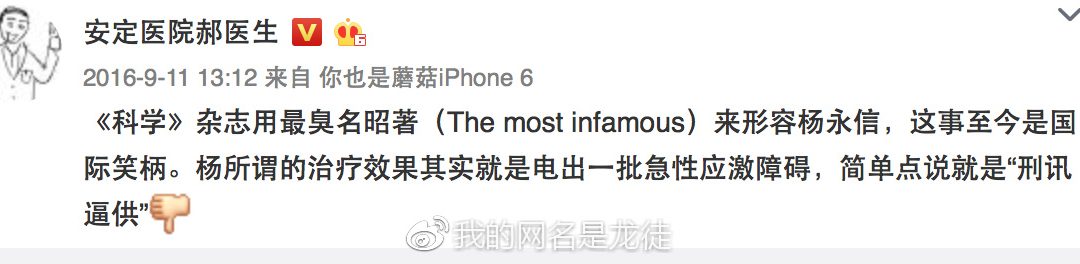 安定医院郝医生
2016-9-11 13:12 来自 你也是蘑菇iPhone 6
《科学》杂志用最臭名昭著（The most infamous）来形容杨永信，这事至今是国
际笑柄。杨所谓的治疗效果其实就是电出一批急性应激障碍，简单点说就是“刑讯
逼供”
我的网名是龙徒